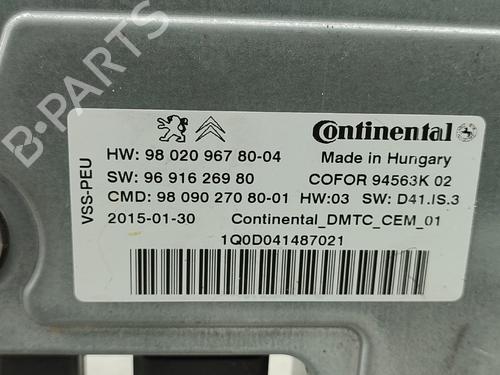 B-PARTS
Continental
HW: 98 020 967 80-04
Made in Hungary
SW: 96 916 269 80
COFOR 94563K 02
CMD: 98 090 270 80-01 HW:03 SW: D41.IS.3
2015-01-30 Continental_DMTC_CEM_01
1Q0D041487021
VSS-PEU